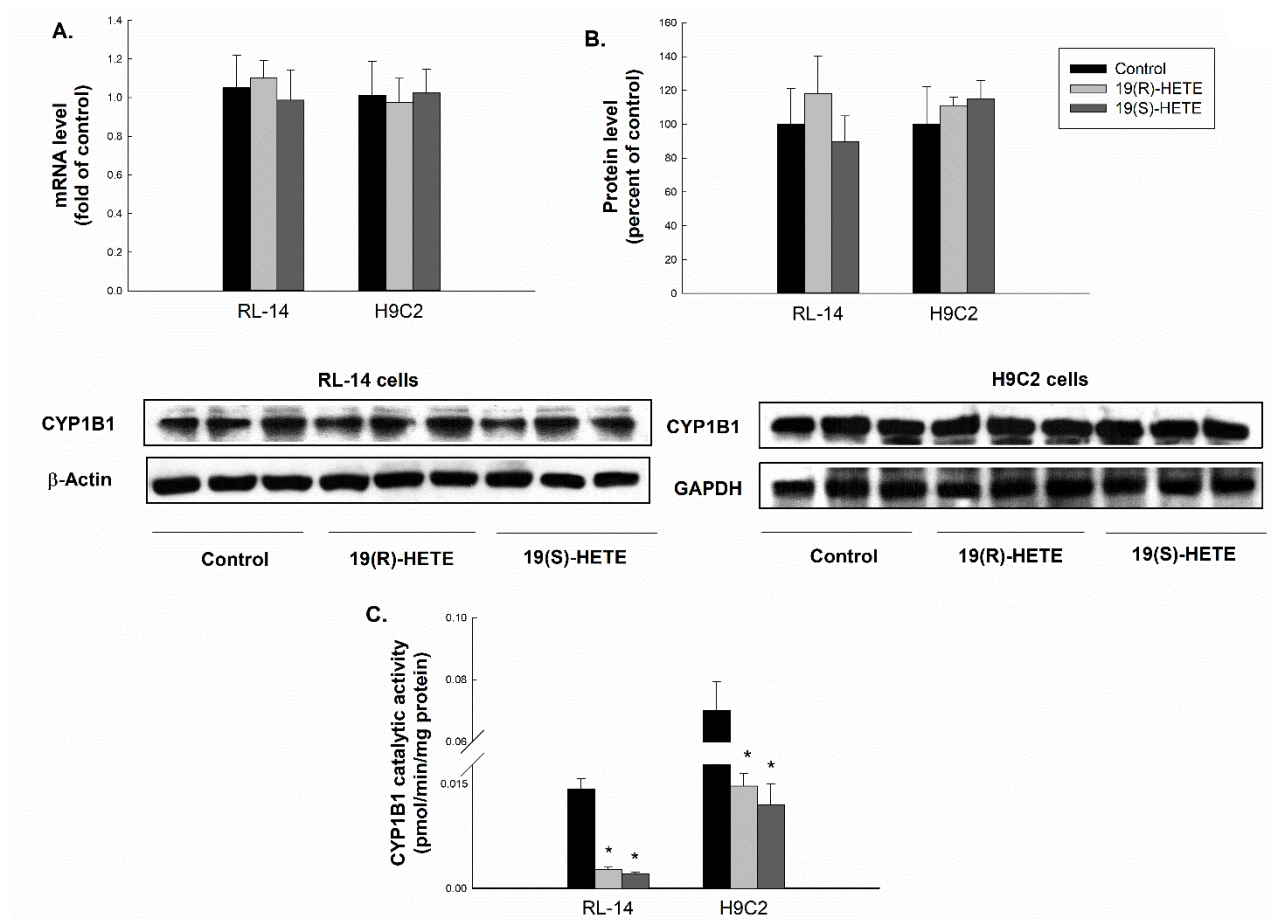 A.
mRNA level
(fold of control)
1.4
1.2
1.0
0.8
0.6
0.4
0.2
0.0
RL-14 H9C2
B.
Protein level
(percent of control)
160
140
120
100
80
60
40
20
0
RL-14 H9C2
Control
19(R)-HETE
19(S)-HETE
RL-14 cells
CYP1B1
β-Actin
Control 19(R)-HETE 19(S)-HETE
H9C2 cells
CYP1B1
GAPDH
Control 19(R)-HETE 19(S)-HETE
C.
CYP1B1 catalytic activity
(pmol/min/mg protein)
0.10
0.08
0.06
0.015
0.00
* *
* *
RL-14 H9C2